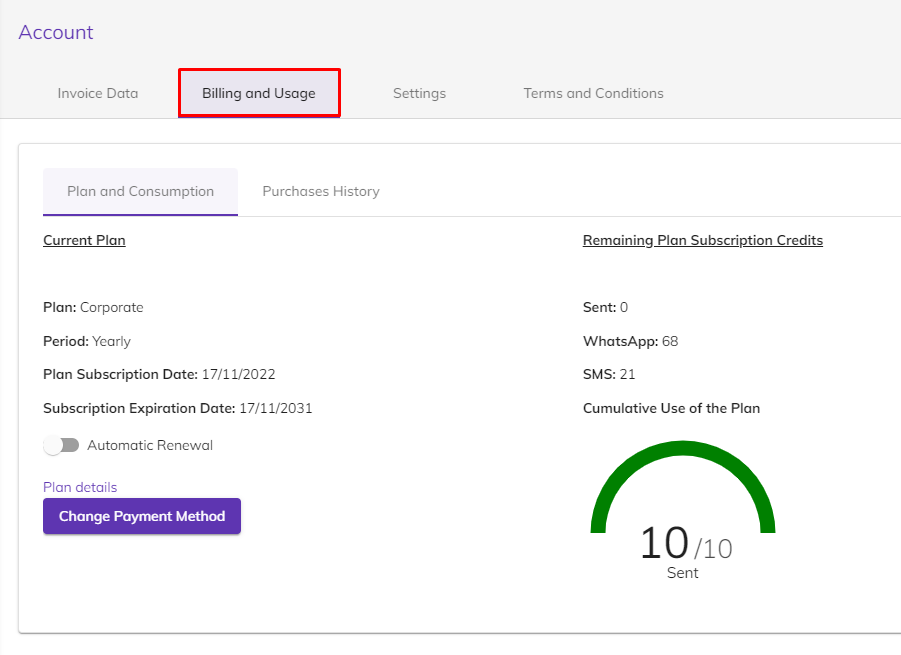 Account
Invoice Data
Billing and Usage
Settings
Terms and Conditions
Plan and Consumption
Purchases History
Current Plan
Plan: Corporate
Period: Yearly
Plan Subscription Date: 17/11/2022
Subscription Expiration Date: 17/11/2031
Automatic Renewal
Plan details
Change Payment Method
Remaining Plan Subscription Credits
Sent: 0
WhatsApp: 68
SMS: 21
Cumulative Use of the Plan
10/10
Sent